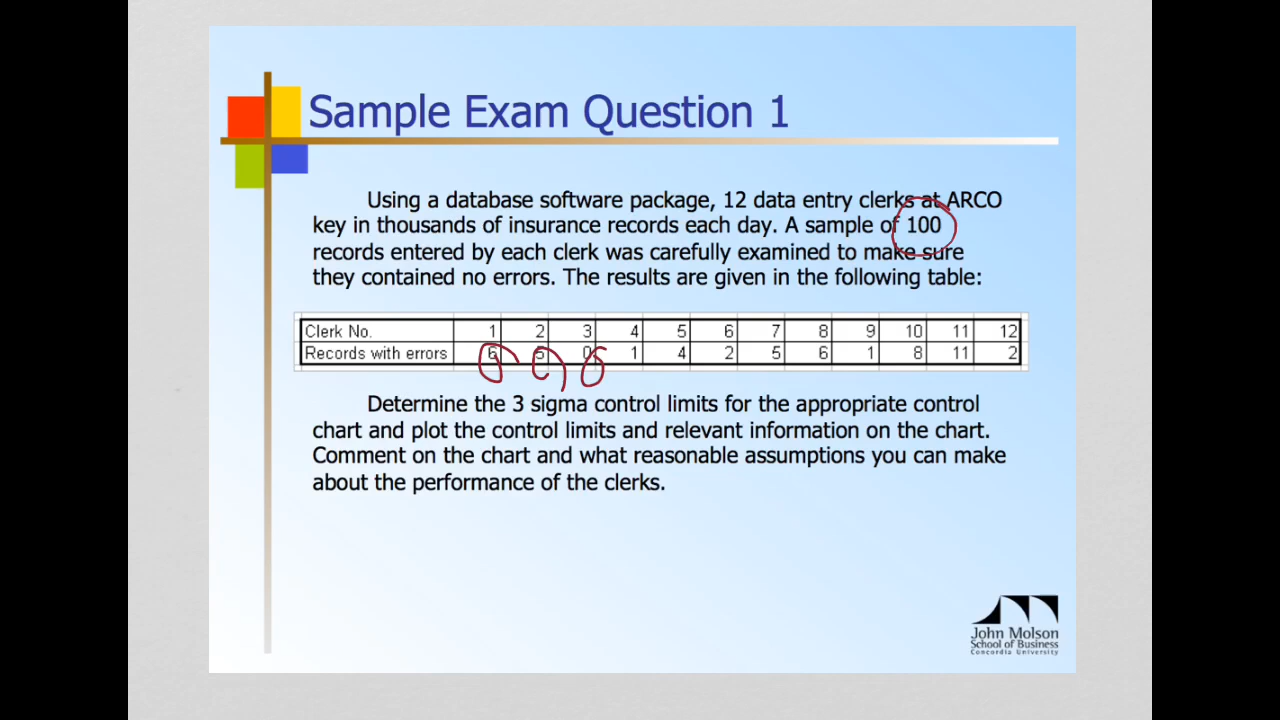 Sample Exam Question 1
Using a database software package, 12 data entry clerks at ARCO
key in thousands of insurance records each day. A sample of 100
records entered by each clerk was carefully examined to make sure
they contained no errors. The results are given in the following table:
Clerk No. 1 2 3 4 5 6 7 8 9 10 11 12
Records with errors 6 5 0 1 4 2 5 6 1 8 11 2
Determine the 3 sigma control limits for the appropriate control
chart and plot the control limits and relevant information on the chart.
Comment on the chart and what reasonable assumptions you can make
about the performance of the clerks.
John Molson
School of Business
Concordia University